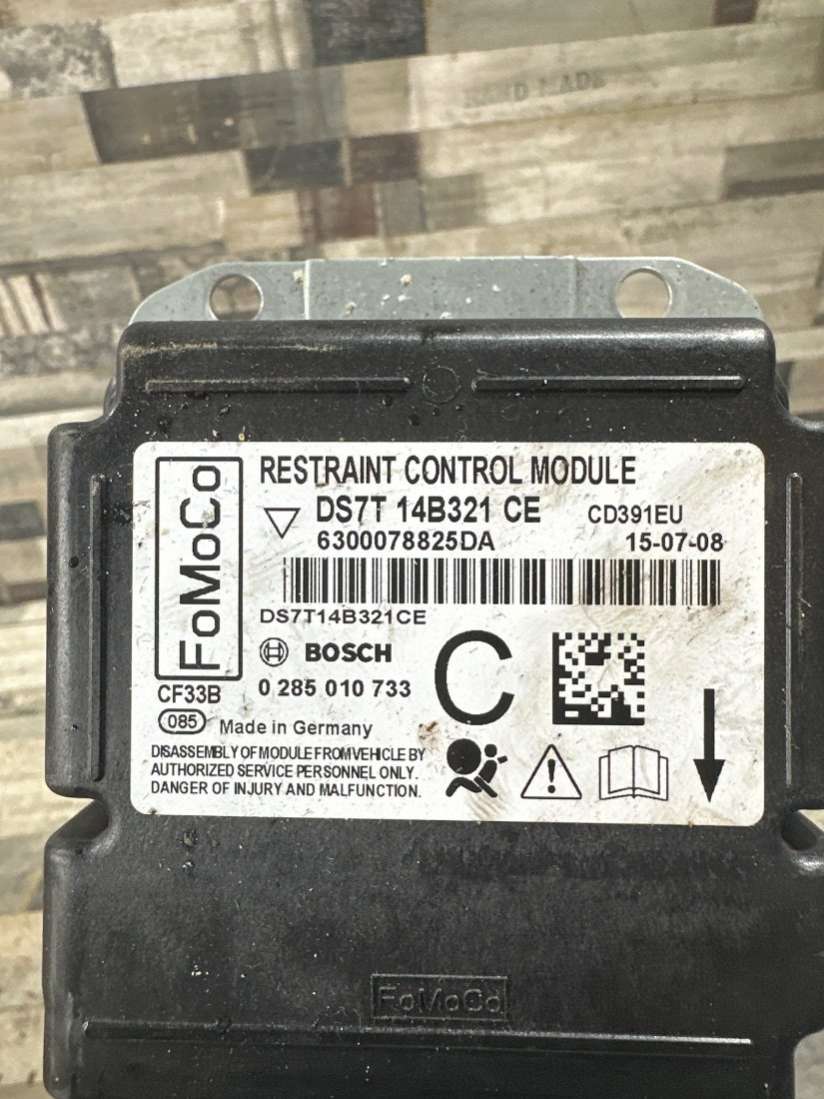 HAND MADE
FoMoCo
RESTRAINT CONTROL MODULE
DS7T 14B321 CE CD391EU
6300078825DA 15-07-08
DS7T14B321CE
BOSCH
C
0 285 010 733
CF33B
085 Made in Germany
DISASSEMBLY OF MODULE FROM VEHICLE BY
AUTHORIZED SERVICE PERSONNEL ONLY.
DANGER OF INJURY AND MALFUNCTION.
FoMoCo